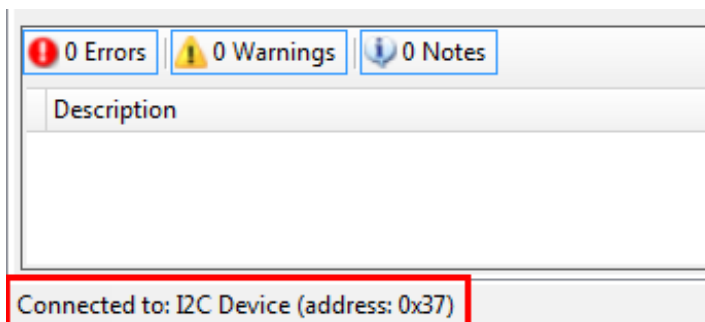 0 Errors 0 Warnings 0 Notes
Description
Connected to: I2C Device (address: 0x37)